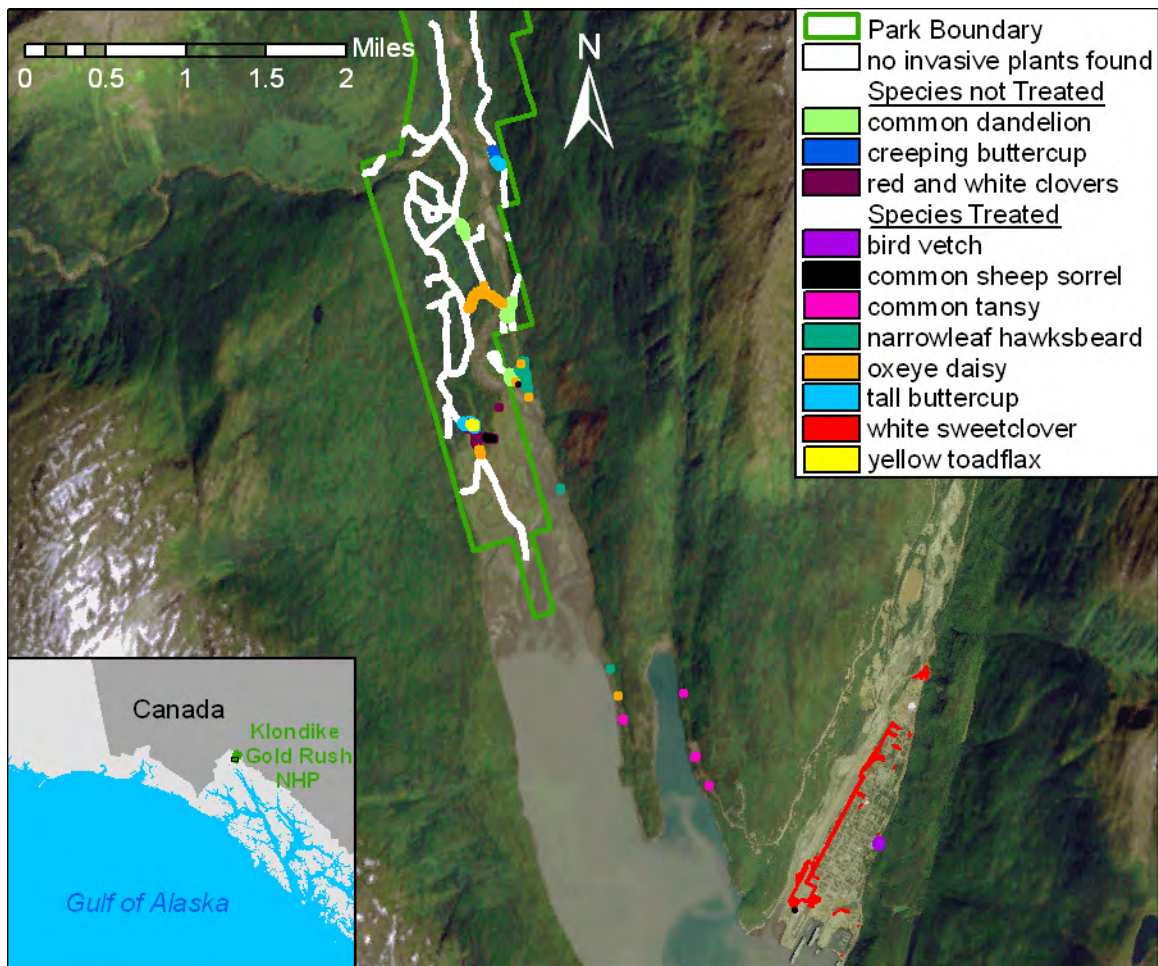 Miles
0 0.5 1 1.5 2
N
Park Boundary
no invasive plants found
Species not Treated
common dandelion
creeping buttercup
red and white clovers
Species Treated
bird vetch
common sheep sorrel
common tansy
narrowleaf hawksbeard
oxeye daisy
tall buttercup
white sweetclover
yellow toadflax
Canada
Klondike
Gold Rush
NHP
Gulf of Alaska